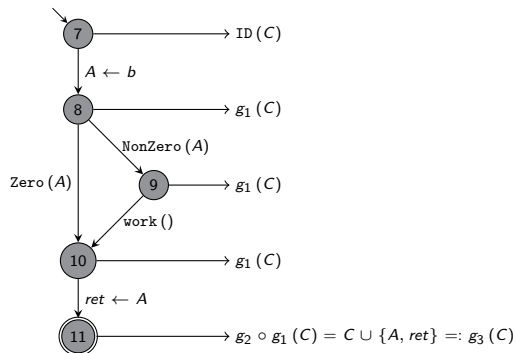 7
ID(C)
A ← b
8
g₁(C)
NonZero(A)
Zero(A)
9
g₁(C)
work()
10
g₁(C)
ret ← A
11
g₂ ∘ g₁(C) = C ∪ {A, ret} =: g₃(C)